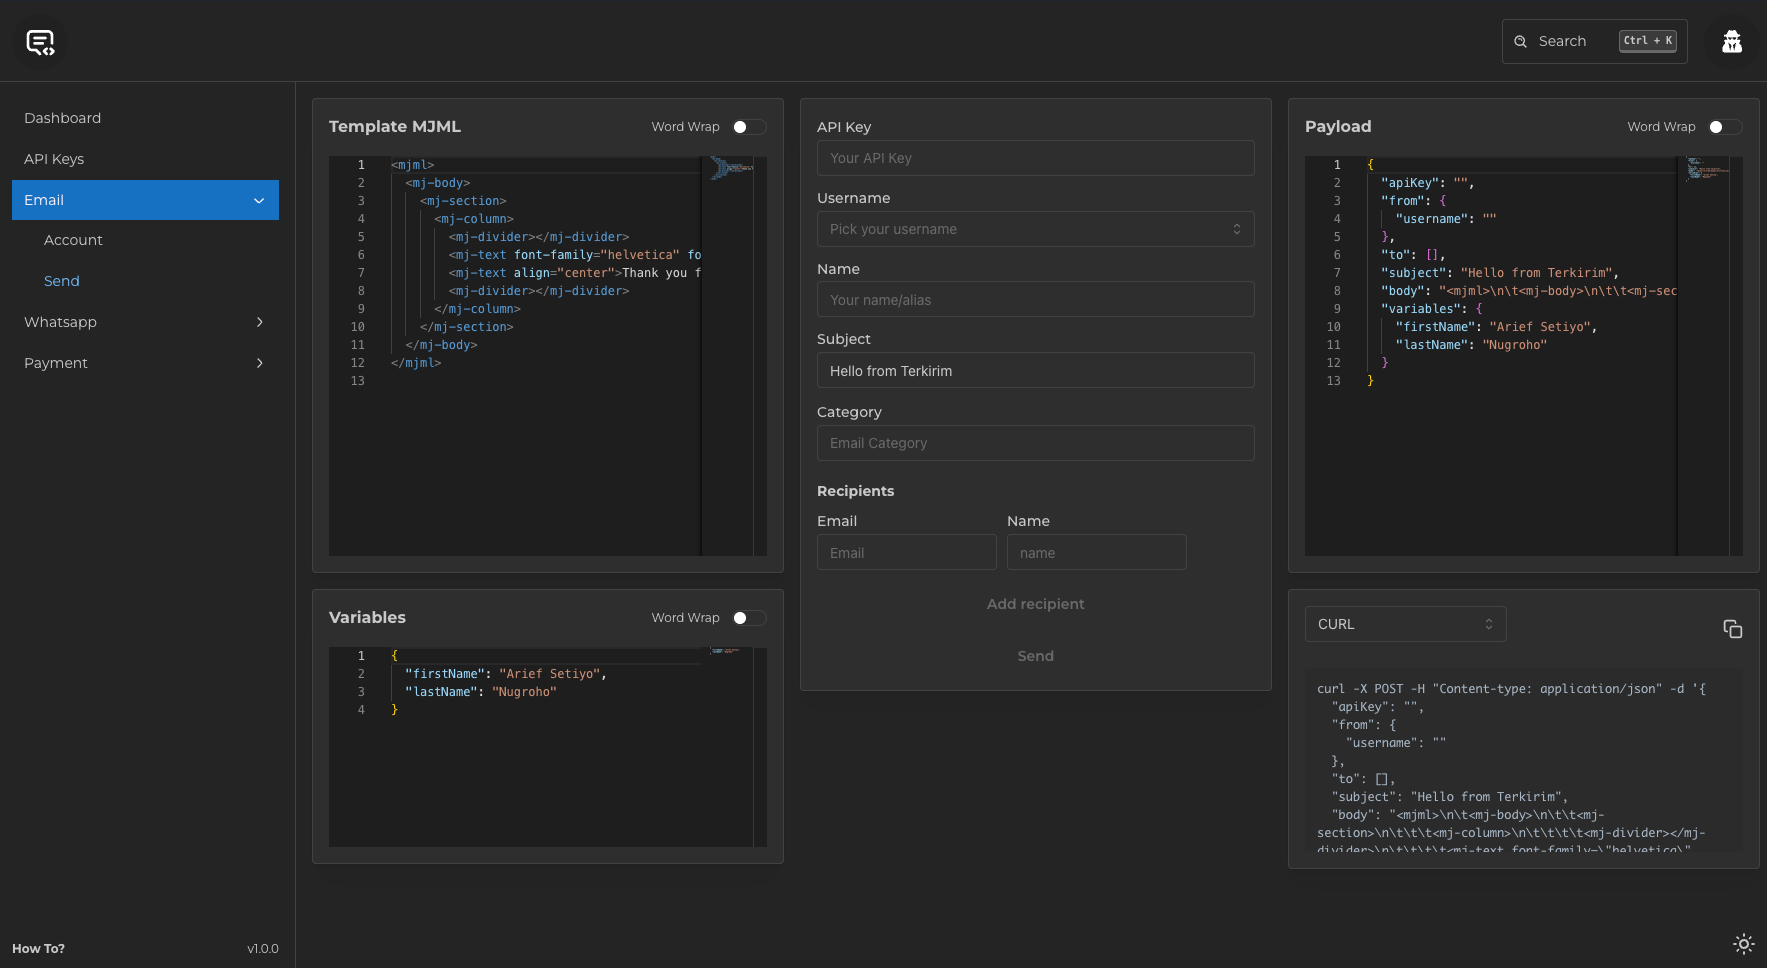 Search
Ctrl + K
Dashboard
API Keys
Email
Account
Send
Whatsapp
Payment
How To?
v1.0.0
Template MJML
Word Wrap
1 <mjml>
2 <mj-body>
3 <mj-section>
4 <mj-column>
5 <mj-divider></mj-divider>
6 <mj-text font-family="helvetica" fo
7 <mj-text align="center">Thank you f
8 <mj-divider></mj-divider>
9 </mj-column>
10 </mj-section>
11 </mj-body>
12 </mjml>
13
Variables
Word Wrap
1 {
2 "firstName": "Arief Setiyo",
3 "lastName": "Nugroho"
4 }
API Key
Your API Key
Username
Pick your username
Name
Your name/alias
Subject
Hello from Terkirim
Category
Email Category
Recipients
Email Name
Email name
Add recipient
Send
Payload
Word Wrap
1 {
2 "apiKey": "",
3 "from": {
4 "username": ""
5 },
6 "to": [],
7 "subject": "Hello from Terkirim",
8 "body": "<mjml>\n\t<mj-body>\n\t\t<mj-sec
9 "variables": {
10 "firstName": "Arief Setiyo",
11 "lastName": "Nugroho"
12 }
13 }
CURL
curl -X POST -H "Content-type: application/json" -d '{
"apiKey": "",
"from": {
"username": ""
},
"to": [],
"subject": "Hello from Terkirim",
"body": "<mjml>\n\t<mj-body>\n\t\t<mj-
section>\n\t\t\t<mj-column>\n\t\t\t\t<mj-divider></mj-
divider>\n\t\t\t\t<mj-text font-family=\"helvetica\"